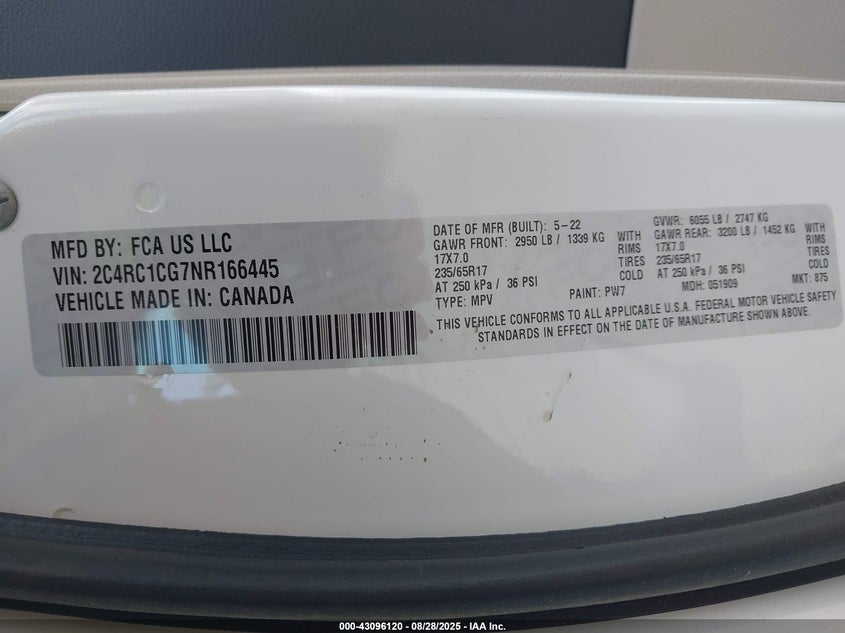 MFD BY: FCA US LLC
VIN: 2C4RC1CG7NR166445
VEHICLE MADE IN: CANADA
DATE OF MFR (BUILT): 5-22 GVWR: 6055 LB / 2747 KG
GAWR FRONT: 2950 LB / 1339 KG WITH GAWR REAR: 3200 LB / 1452 KG WITH
17X7.0 RIMS 17X7.0 RIMS
235/65R17 TIRES 235/65R17 TIRES
AT 250 kPa / 36 PSI COLD AT 250 kPa / 36 PSI COLD
TYPE: MPV PAINT: PW7 MDH: 051909 MKT: 875
THIS VEHICLE CONFORMS TO ALL APPLICABLE U.S.A. FEDERAL MOTOR VEHICLE SAFETY
STANDARDS IN EFFECT ON THE DATE OF MANUFACTURE SHOWN ABOVE.
000-43096120 - 08/28/2025 - IAA Inc.